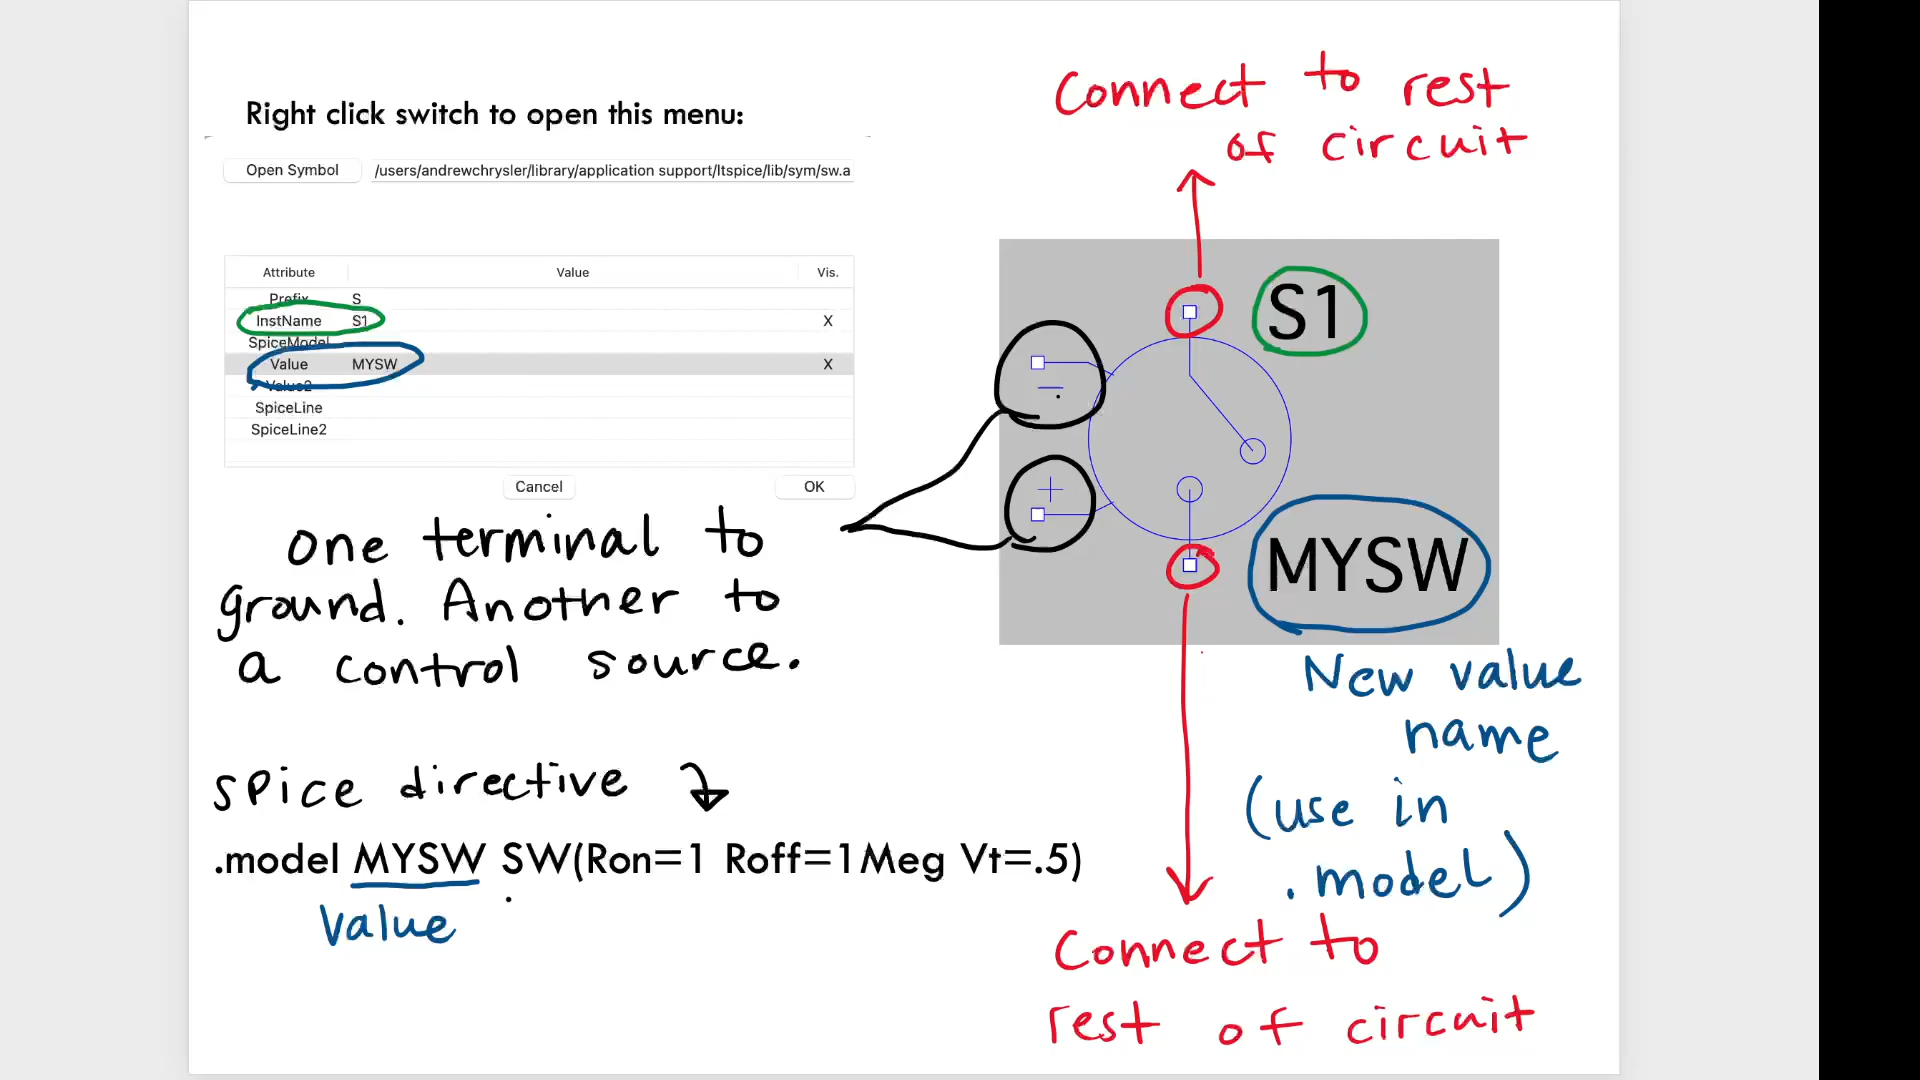 Right click switch to open this menu:
Open Symbol /users/andrewchrysler/library/application support/ltspice/lib/sym/sw.a
Attribute Value Vis.
Prefix S
InstName S1 X
SpiceModel
Value MYSW X
Value2
SpiceLine
SpiceLine2
Cancel OK
one terminal to
ground. Another to
a control source.
spice directive
.model MYSW SW(Ron=1 Roff=1Meg Vt=.5)
Value
Connect to rest
of circuit
S1
−
+
MYSW
New value
name
(use in
.model)
Connect to
rest of circuit